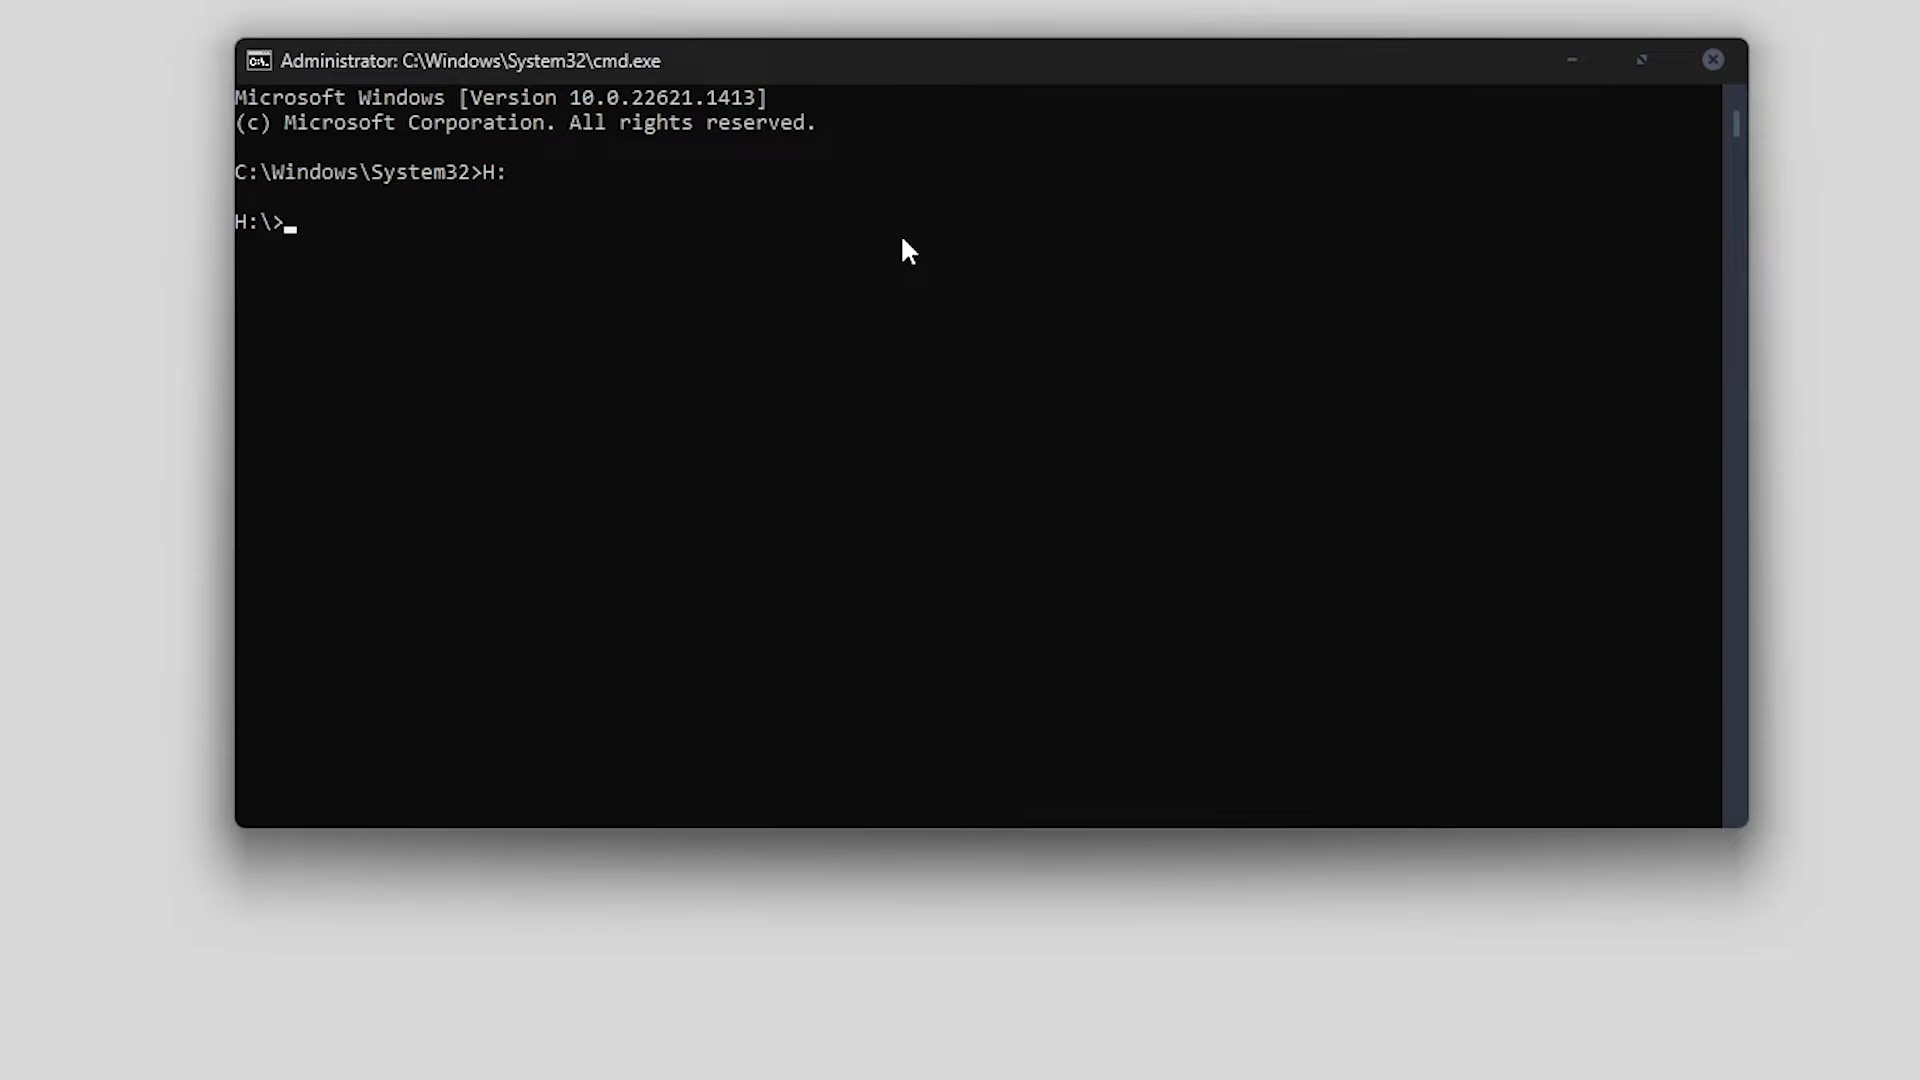 Administrator: C:\Windows\System32\cmd.exe
Microsoft Windows [Version 10.0.22621.1413]
(c) Microsoft Corporation. All rights reserved.
C:\Windows\System32>H:
H:\>